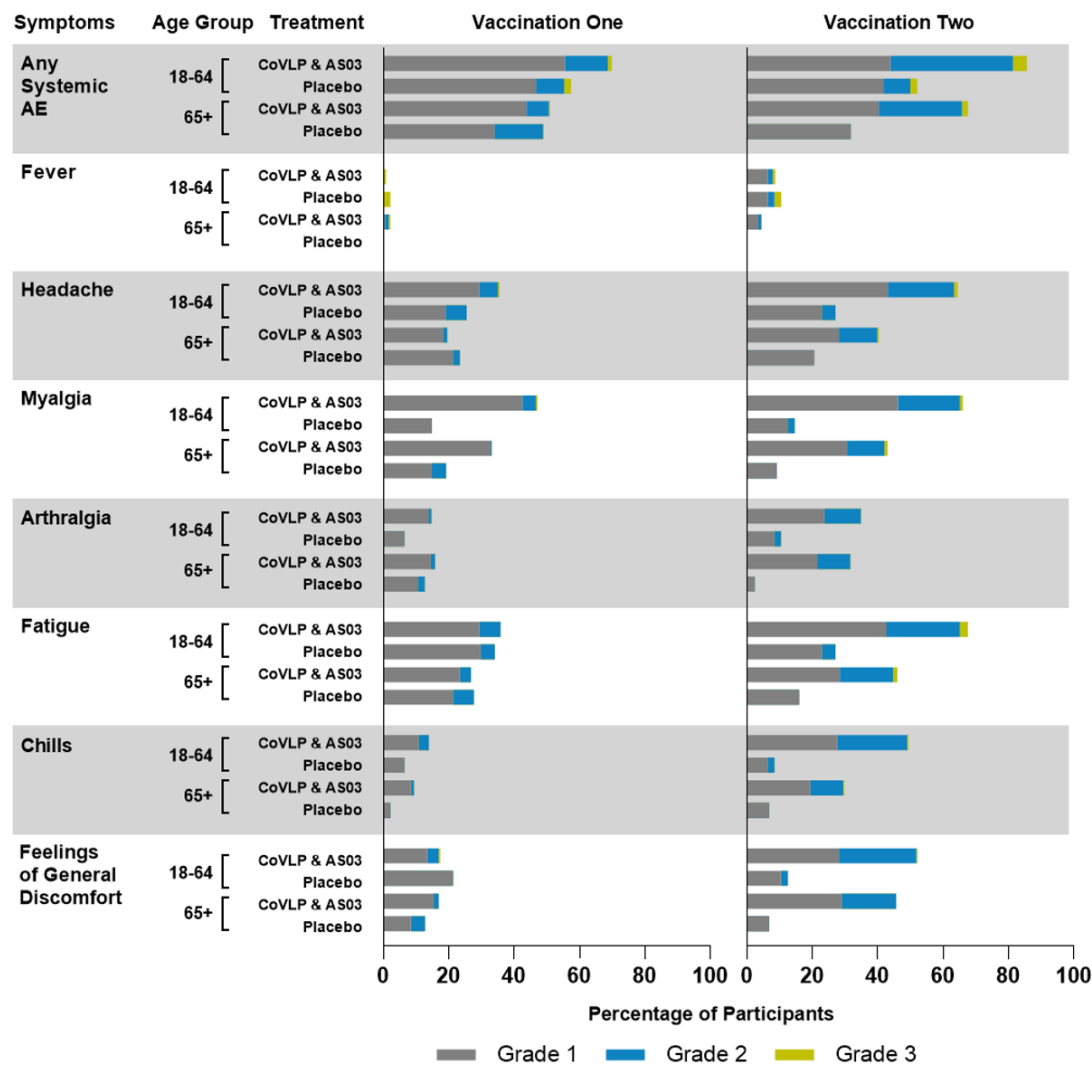 Symptoms Age Group Treatment Vaccination One Vaccination Two
Any
Systemic
AE
18-64
CoVLP & AS03
Placebo
65+
CoVLP & AS03
Placebo
Fever
18-64
CoVLP & AS03
Placebo
65+
CoVLP & AS03
Placebo
Headache
18-64
CoVLP & AS03
Placebo
65+
CoVLP & AS03
Placebo
Myalgia
18-64
CoVLP & AS03
Placebo
65+
CoVLP & AS03
Placebo
Arthralgia
18-64
CoVLP & AS03
Placebo
65+
CoVLP & AS03
Placebo
Fatigue
18-64
CoVLP & AS03
Placebo
65+
CoVLP & AS03
Placebo
Chills
18-64
CoVLP & AS03
Placebo
65+
CoVLP & AS03
Placebo
Feelings
of General
Discomfort
18-64
CoVLP & AS03
Placebo
65+
CoVLP & AS03
Placebo
0 20 40 60 80 100 0 20 40 60 80 100
Percentage of Participants
Grade 1 Grade 2 Grade 3